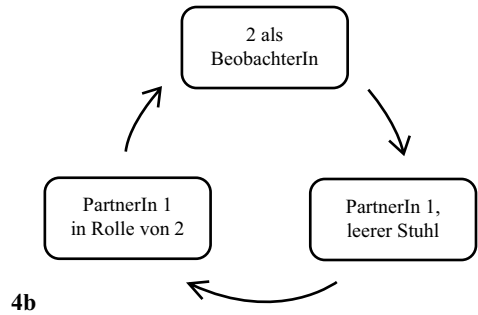 2 als
BeobachterIn
PartnerIn 1
in Rolle von 2
PartnerIn 1,
leerer Stuhl
4b